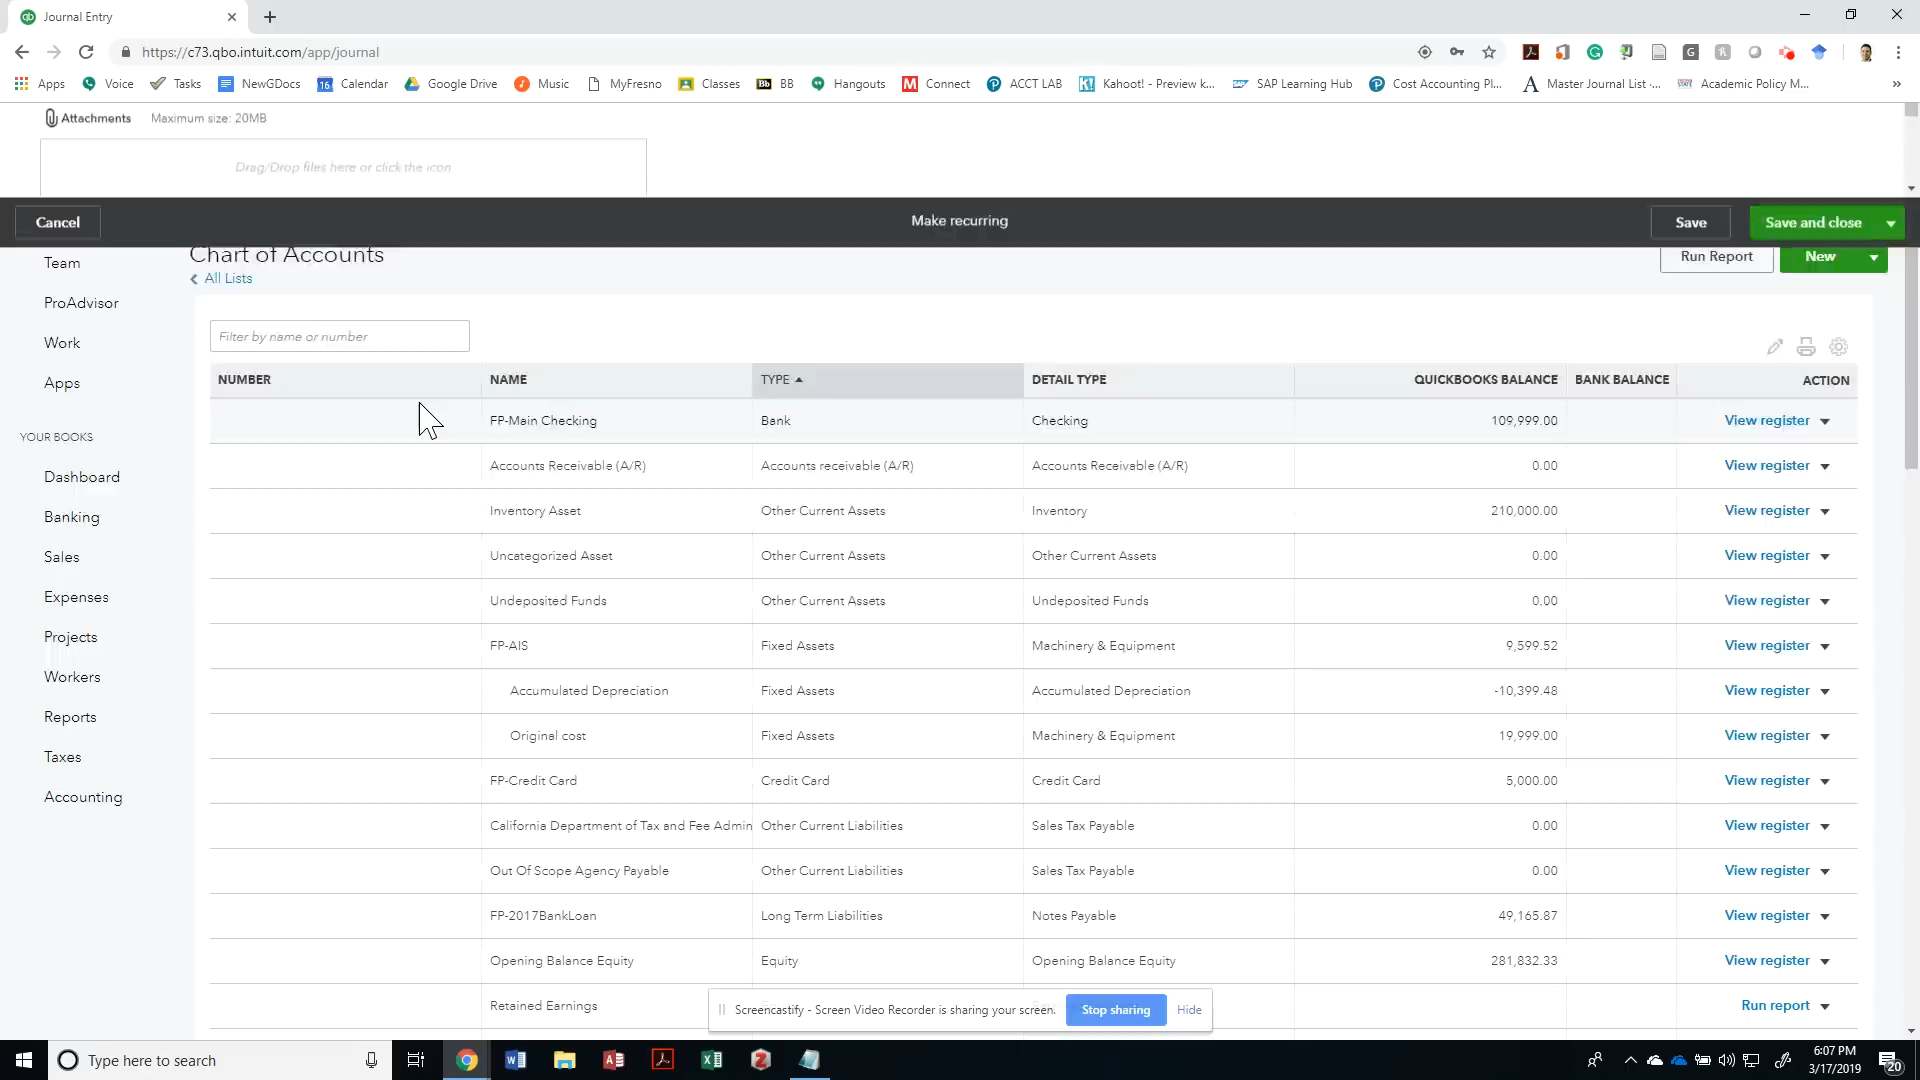 Journal Entry
https://c73.qbo.intuit.com/app/journal
Apps Voice Tasks NewGDocs Calendar Google Drive Music MyFresno Classes BB Hangouts Connect ACCT LAB Kahoot! - Preview k... SAP Learning Hub Cost Accounting Pl... Master Journal List -... Academic Policy M...
Attachments Maximum size: 20MB
Drag/Drop files here or click the icon
Cancel Make recurring Save Save and close
Chart of Accounts
All Lists
Run Report New
Team
ProAdvisor
Work
Apps
YOUR BOOKS
Dashboard
Banking
Sales
Expenses
Projects
Workers
Reports
Taxes
Accounting
Filter by name or number
NUMBER NAME TYPE DETAIL TYPE QUICKBOOKS BALANCE BANK BALANCE ACTION
FP-Main Checking Bank Checking 109,999.00 View register
Accounts Receivable (A/R) Accounts receivable (A/R) Accounts Receivable (A/R) 0.00 View register
Inventory Asset Other Current Assets Inventory 210,000.00 View register
Uncategorized Asset Other Current Assets Other Current Assets 0.00 View register
Undeposited Funds Other Current Assets Undeposited Funds 0.00 View register
FP-AIS Fixed Assets Machinery & Equipment 9,599.52 View register
Accumulated Depreciation Fixed Assets Accumulated Depreciation -10,399.48 View register
Original cost Fixed Assets Machinery & Equipment 19,999.00 View register
FP-Credit Card Credit Card Credit Card 5,000.00 View register
California Department of Tax and Fee Admin Other Current Liabilities Sales Tax Payable 0.00 View register
Out Of Scope Agency Payable Other Current Liabilities Sales Tax Payable 0.00 View register
FP-2017BankLoan Long Term Liabilities Notes Payable 49,165.87 View register
Opening Balance Equity Equity Opening Balance Equity 281,832.33 View register
Retained Earnings Run report
Screencastify - Screen Video Recorder is sharing your screen. Stop sharing Hide
Type here to search
6:07 PM
3/17/2019
20